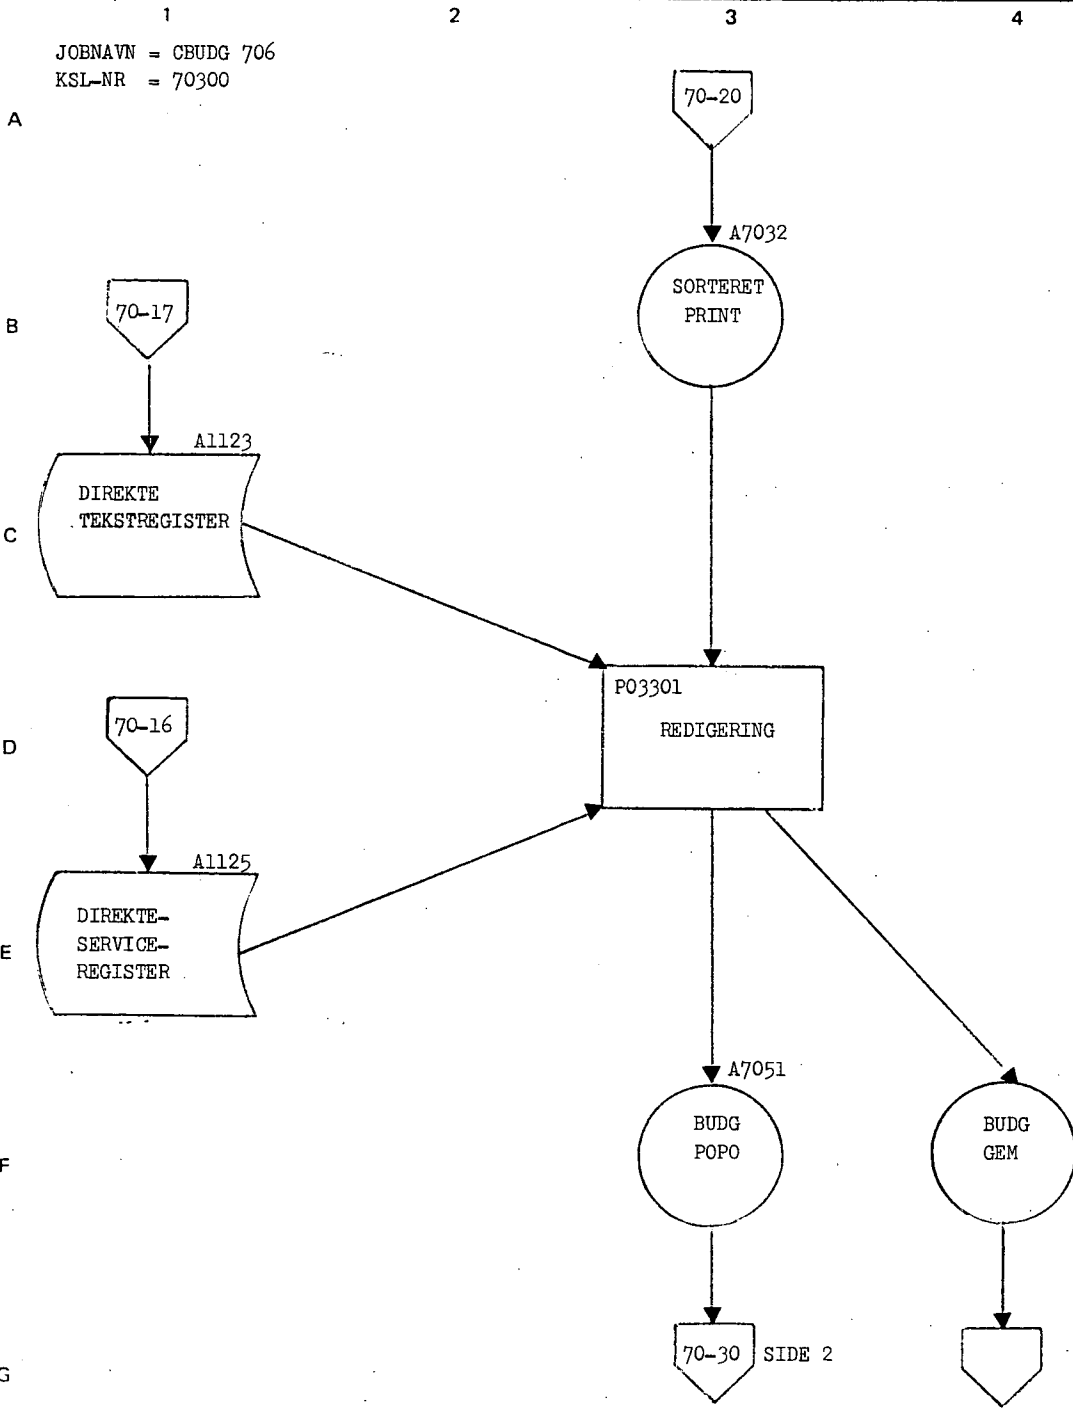 1 2 3 4
JOBNAVN = CBUDG 706
KSL-NR = 70300
A
70-20
A7032
SORTERET
PRINT
B
70-17
A1123
DIREKTE
TEKSTREGISTER
C
PO3301
REDIGERING
D
70-16
A1125
DIREKTE-
SERVICE-
REGISTER
E
A7051
BUDG
POPO
BUDG
GEM
F
70-30 SIDE 2
G